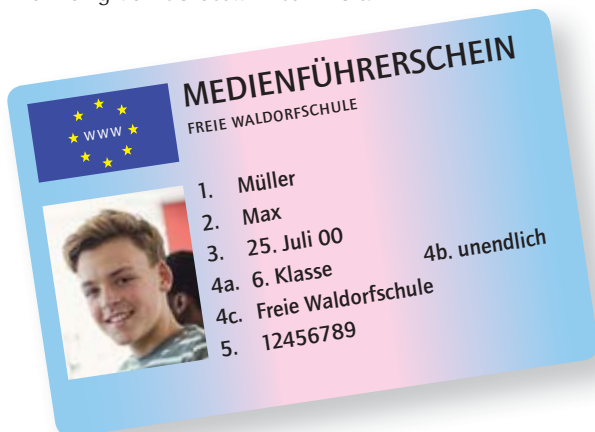 MEDIENFÜHRERSCHEIN
FREIE WALDORFSCHULE
WWW
1. Müller
2. Max
3. 25. Juli 00
4a. 6. Klasse 4b. unendlich
4c. Freie Waldorfschule
5. 12456789